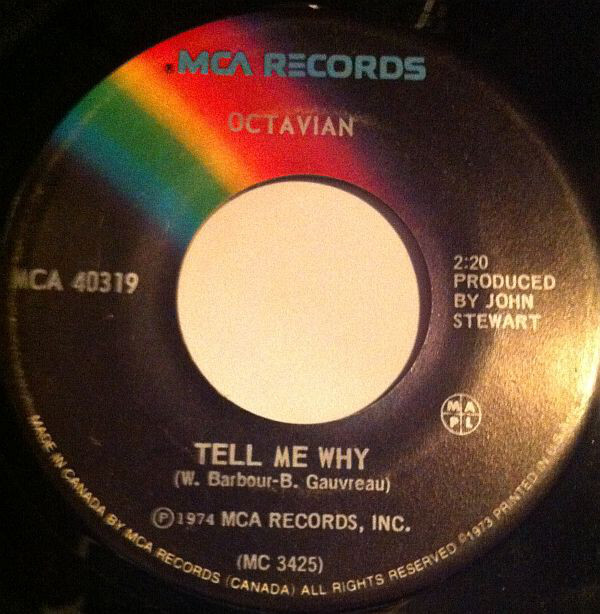 MCA RECORDS
OCTAVIAN
MCA 40319
2:20
PRODUCED
BY JOHN
STEWART
M A
P L
TELL ME WHY
(W. Barbour-B. Gauvreau)
℗1974 MCA RECORDS, INC.
(MC 3425)
MADE IN CANADA BY MCA RECORDS (CANADA) ALL RIGHTS RESERVED ©1973 PRINTED IN U.S.A.